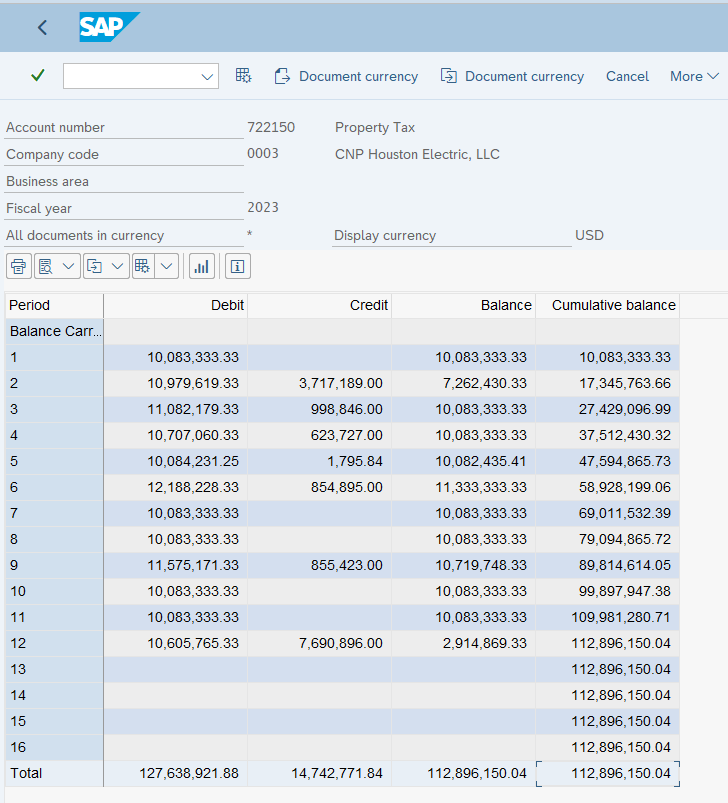 SAP
Document currency Document currency Cancel More
Account number 722150 Property Tax
Company code 0003 CNP Houston Electric, LLC
Business area
Fiscal year 2023
All documents in currency * Display currency USD
Period Debit Credit Balance Cumulative balance
Balance Carr...
1 10,083,333.33 10,083,333.33 10,083,333.33
2 10,979,619.33 3,717,189.00 7,262,430.33 17,345,763.66
3 11,082,179.33 998,846.00 10,083,333.33 27,429,096.99
4 10,707,060.33 623,727.00 10,083,333.33 37,512,430.32
5 10,084,231.25 1,795.84 10,082,435.41 47,594,865.73
6 12,188,228.33 854,895.00 11,333,333.33 58,928,199.06
7 10,083,333.33 10,083,333.33 69,011,532.39
8 10,083,333.33 10,083,333.33 79,094,865.72
9 11,575,171.33 855,423.00 10,719,748.33 89,814,614.05
10 10,083,333.33 10,083,333.33 99,897,947.38
11 10,083,333.33 10,083,333.33 109,981,280.71
12 10,605,765.33 7,690,896.00 2,914,869.33 112,896,150.04
13 112,896,150.04
14 112,896,150.04
15 112,896,150.04
16 112,896,150.04
Total 127,638,921.88 14,742,771.84 112,896,150.04 112,896,150.04